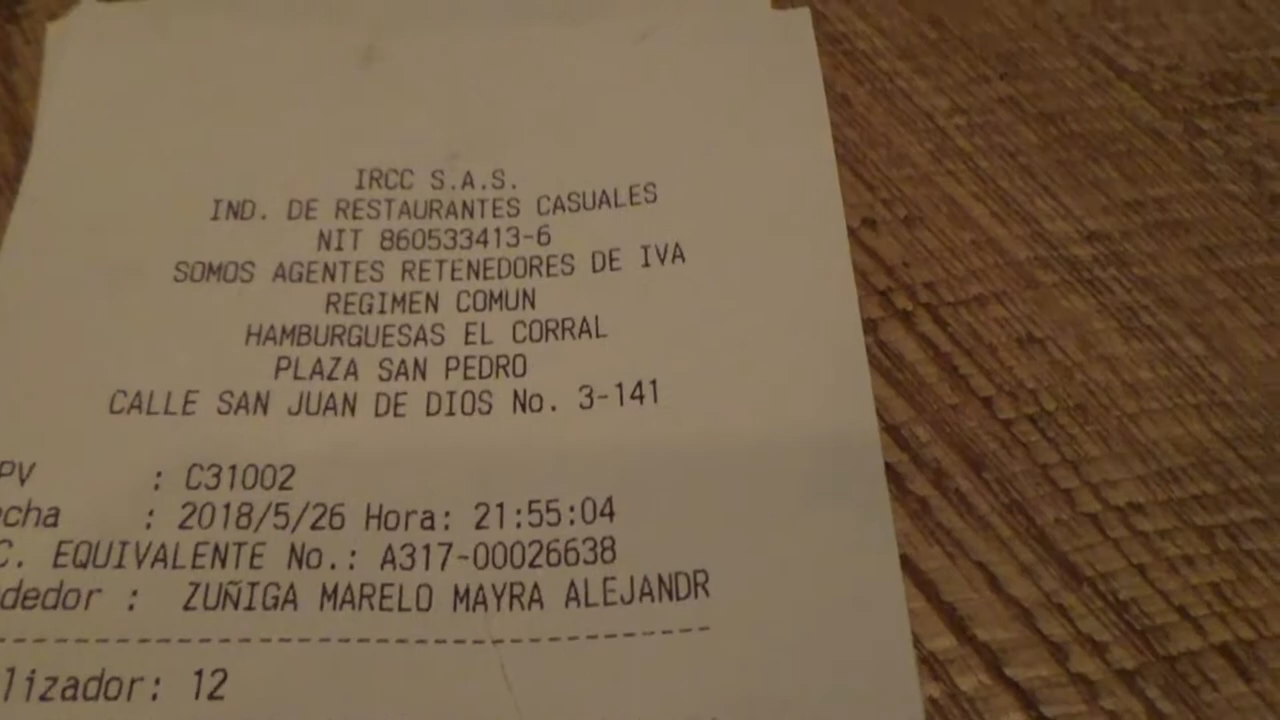 IRCC S.A.S.
IND. DE RESTAURANTES CASUALES
NIT 860533413-6
SOMOS AGENTES RETENEDORES DE IVA
REGIMEN COMUN
HAMBURGUESAS EL CORRAL
PLAZA SAN PEDRO
CALLE SAN JUAN DE DIOS No. 3-141
PV : C31002
cha : 2018/5/26 Hora: 21:55:04
C. EQUIVALENTE No.: A317-00026638
dedor : ZUÑIGA MARELO MAYRA ALEJANDR
lizador: 12